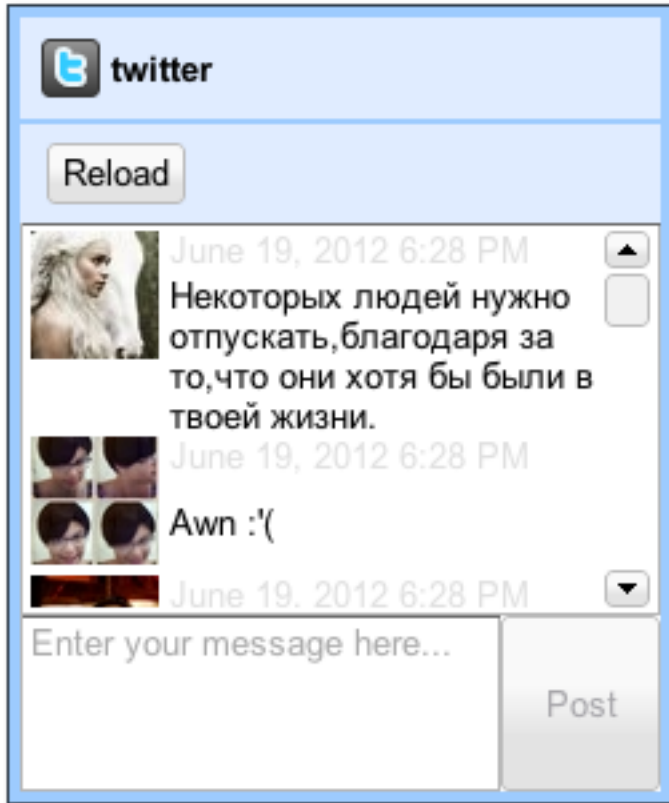 twitter
Reload
June 19, 2012 6:28 PM
Некоторых людей нужно
отпускать,благодаря за
то,что они хотя бы были в
твоей жизни.
June 19, 2012 6:28 PM
Awn :'(
June 19. 2012 6:28 PM
Enter your message here...
Post